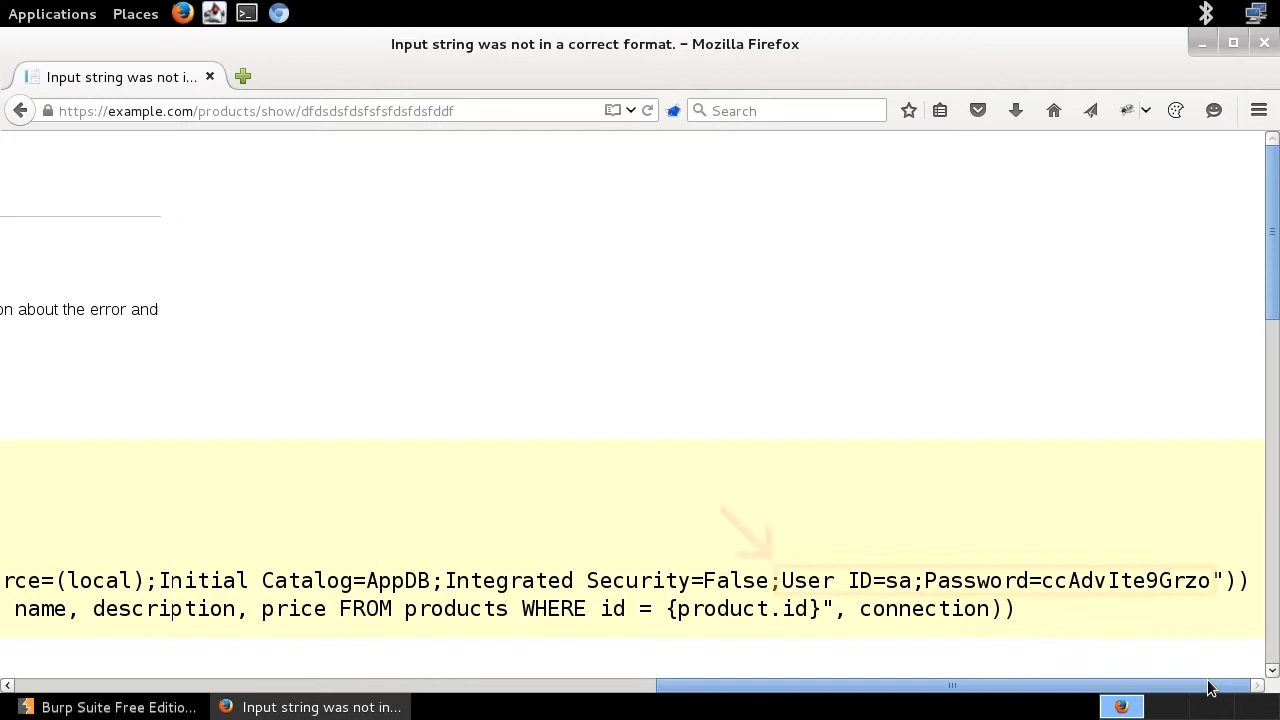 Applications Places
Input string was not in a correct format. – Mozilla Firefox
Input string was not i...
https://example.com/products/show/dfdsdsfdsfsfsfdsfdsfddf
Search
on about the error and
rce=(local);Initial Catalog=AppDB;Integrated Security=False;User ID=sa;Password=ccAdvIte9Grzo"))
name, description, price FROM products WHERE id = {product.id}", connection))
Burp Suite Free Editio... Input string was not in...